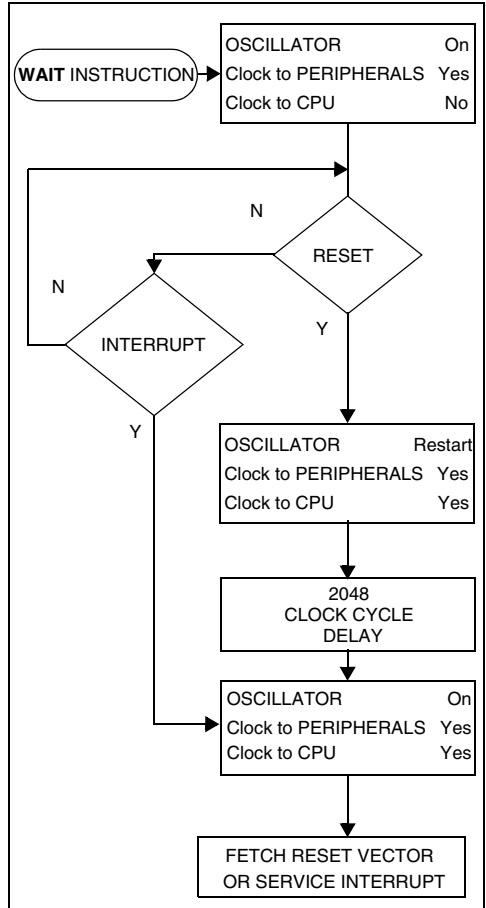 WAIT INSTRUCTION
OSCILLATOR On
Clock to PERIPHERALS Yes
Clock to CPU No
N
RESET
N
INTERRUPT
Y
Y
OSCILLATOR Restart
Clock to PERIPHERALS Yes
Clock to CPU Yes
2048
CLOCK CYCLE
DELAY
OSCILLATOR On
Clock to PERIPHERALS Yes
Clock to CPU Yes
FETCH RESET VECTOR
OR SERVICE INTERRUPT